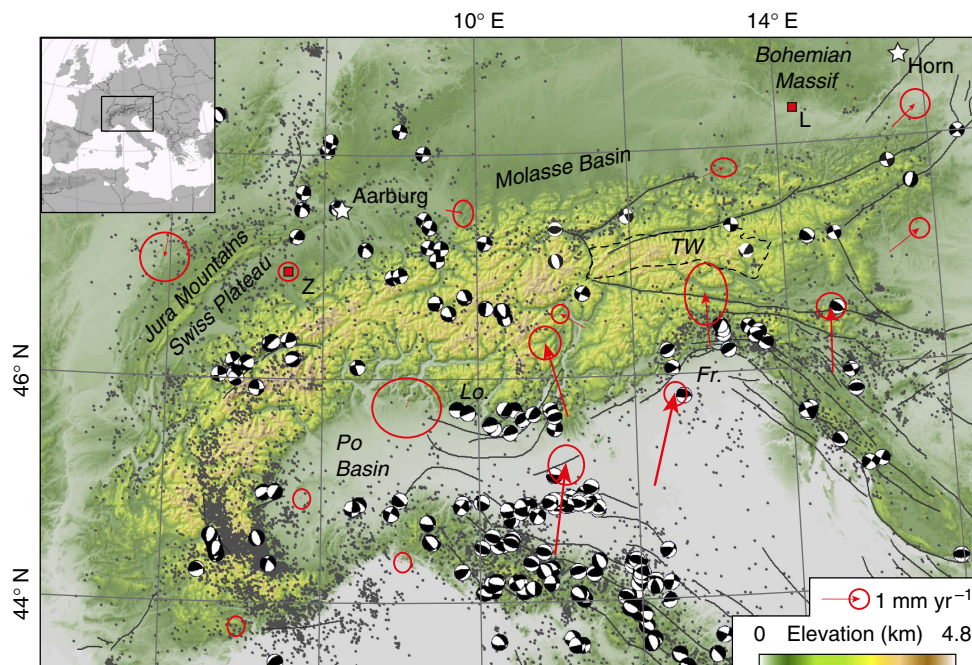 10° E
14° E
Bohemian
Massif
Horn
L
Molasse Basin
Aarburg
TW
Z
Jura Mountains
Swiss Plateau
46° N
Fr.
Lo.
Po
Basin
44° N
1 mm yr⁻¹
0 Elevation (km) 4.8